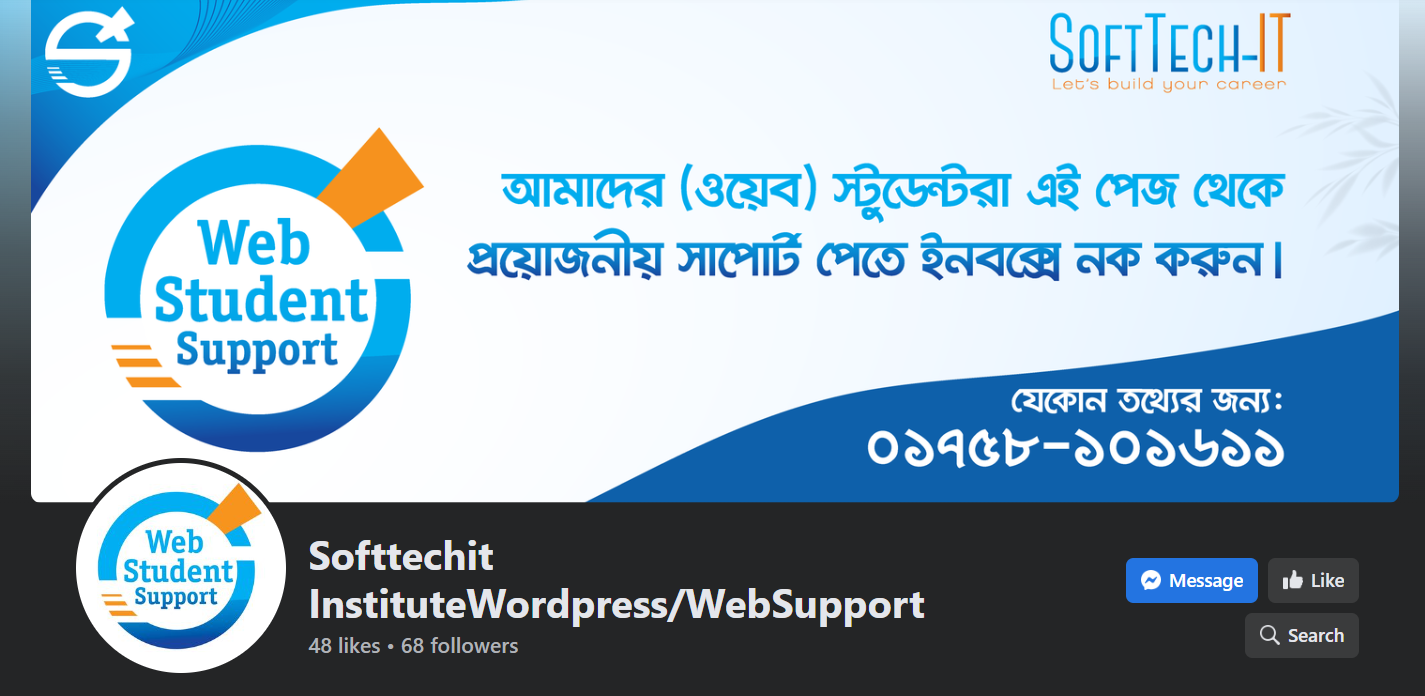 SOFTTECH-IT
Let's build your career
Web
Student
Support
আমাদের (ওয়েব) স্টুডেন্টরা এই পেজ থেকে
প্রয়োজনীয় সাপোর্ট পেতে ইনবক্সে নক করুন।
যেকোন তথ্যের জন্য:
০১৭৫৮-১০১৬১১
Web
Student
Support
Softtechit
InstituteWordpress/WebSupport
48 likes • 68 followers
Message
Like
Search